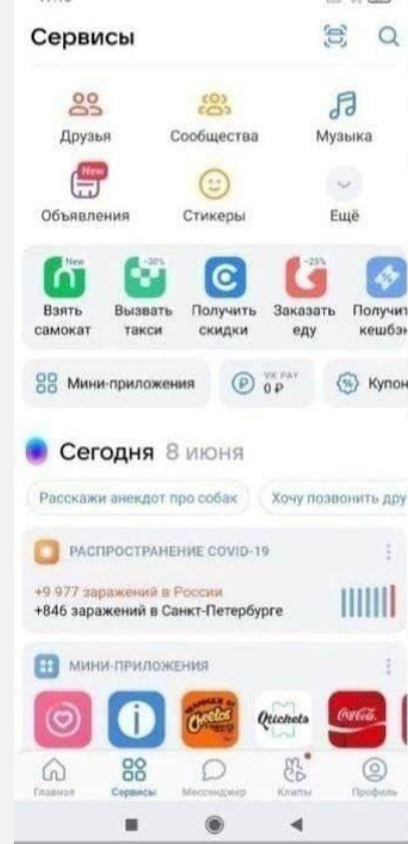 Сервисы
Друзья
Сообщества
Музыка
New
Объявления
Стикеры
Ещё
New
-30%
-25%
Взять самокат
Вызвать такси
Получить скидки
Заказать еду
Получит кешбэк
Мини-приложения
VK PAY
0 ₽
Купон
Сегодня 8 июня
Расскажи анекдот про собак
Хочу позвонить дру
РАСПРОСТРАНЕНИЕ COVID-19
+9 977 заражений в России
+846 заражений в Санкт-Петербурге
МИНИ-ПРИЛОЖЕНИЯ
Cheetos
Qtickets
Coca-Cola
Главная
Сервисы
Мессенджер
Клипы
Профиль